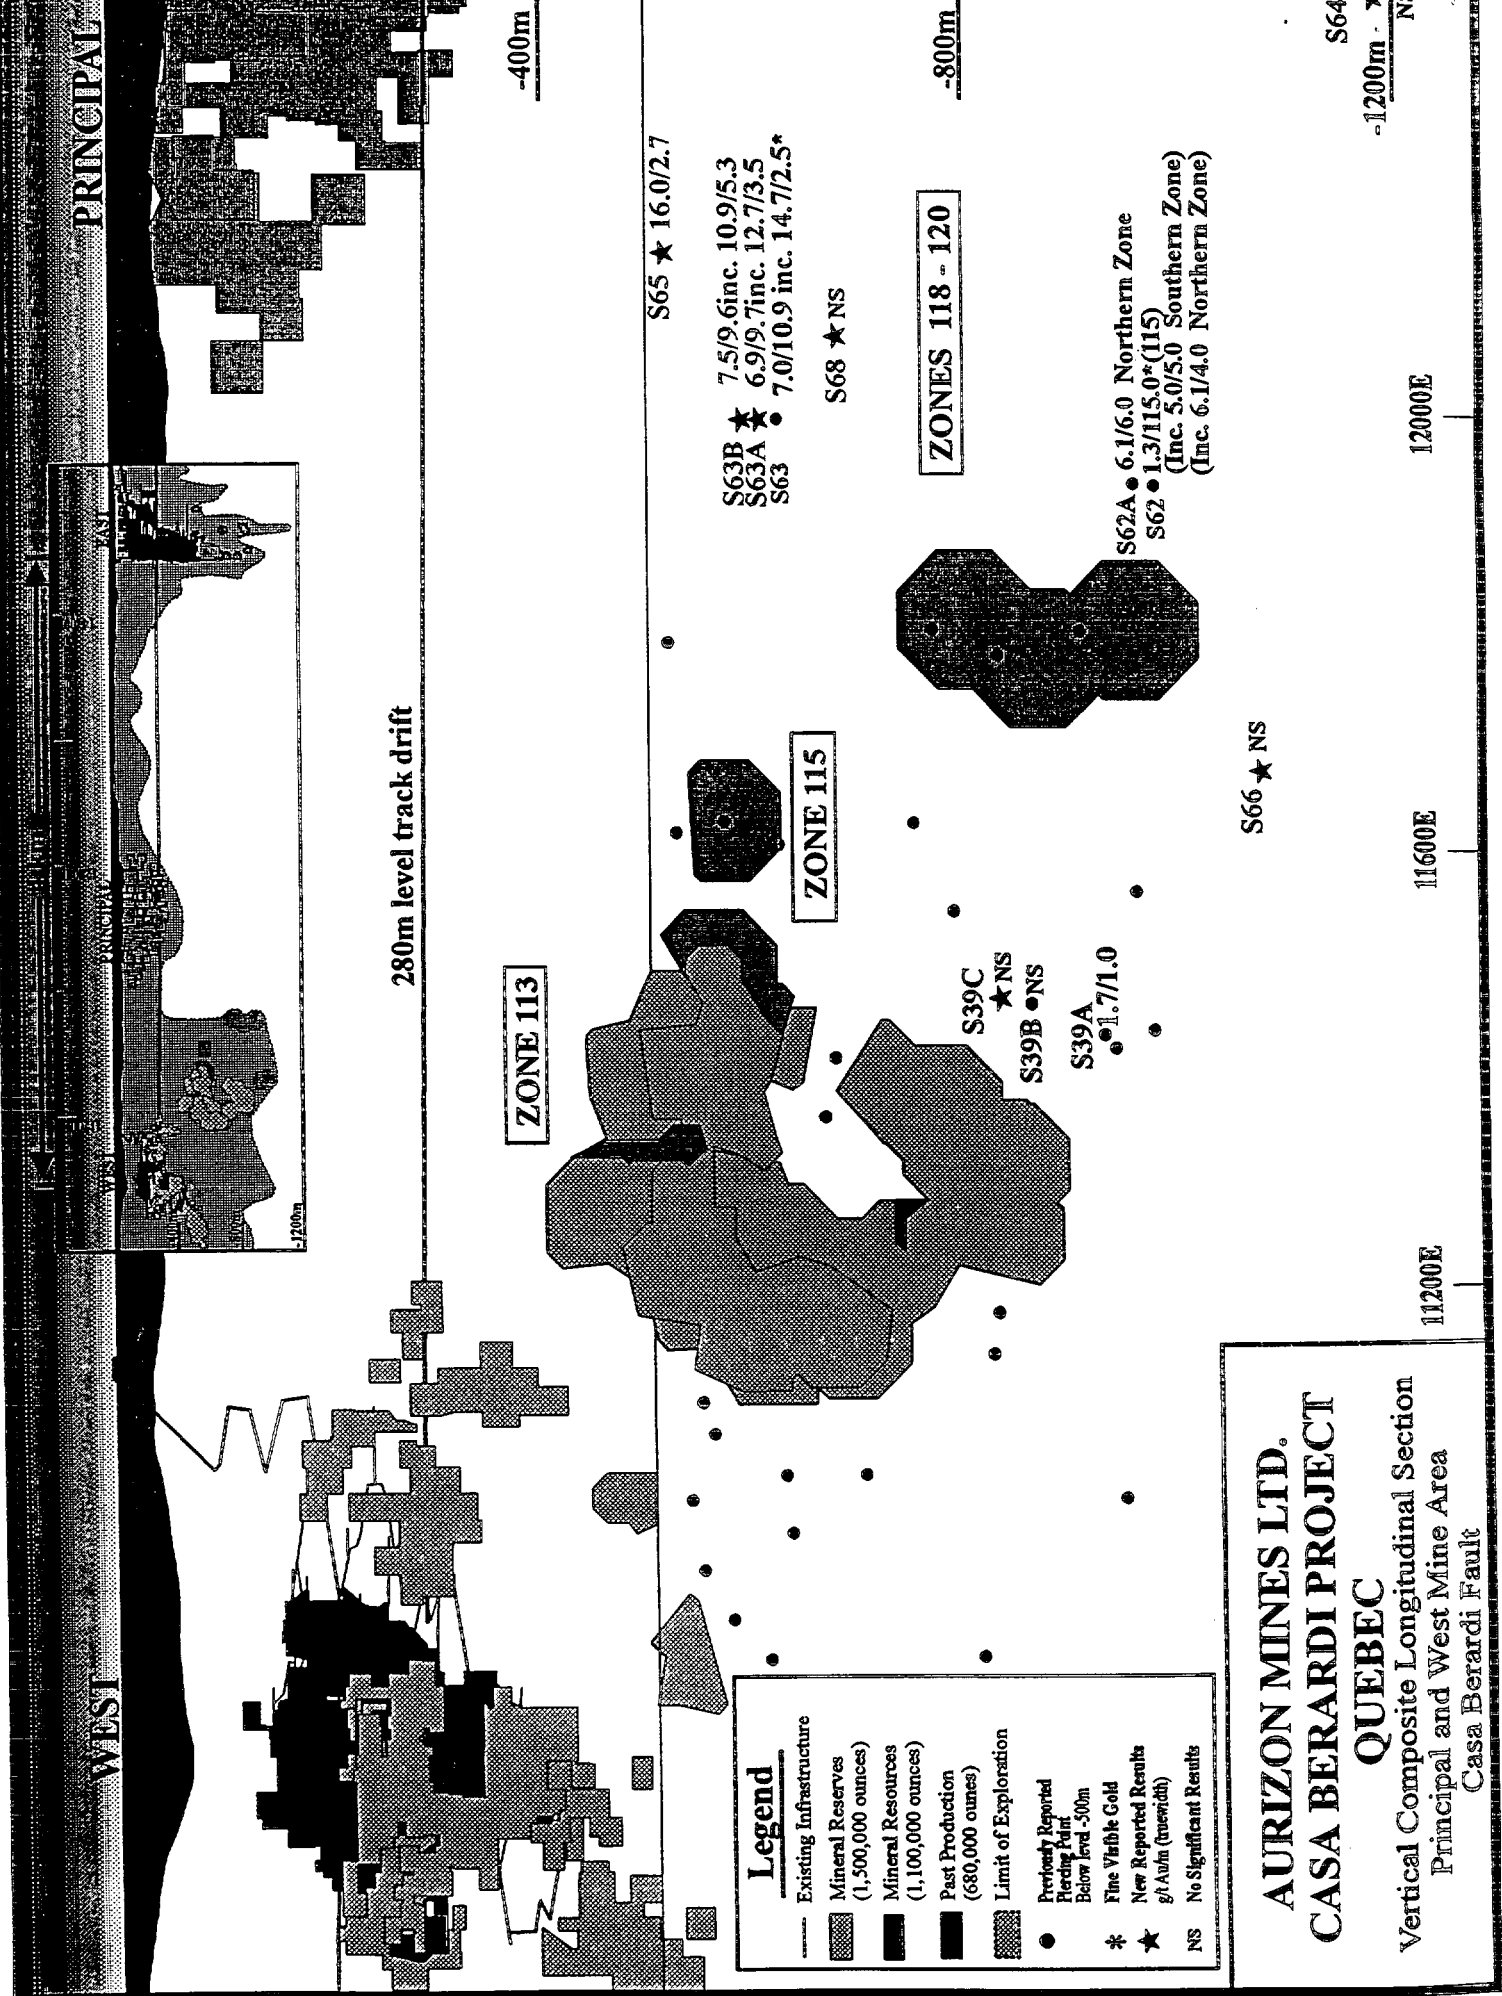 WEST
PRINCIPAL
WEST
PRINCIPAL
EAST
-1200m
280m level track drift
-400m
-800m
-1200m
S64
ZONE 113
ZONE 115
ZONES 118 - 120
S65 ★ 16.0/2.7
S63B ★ 7.5/9.6inc. 10.9/5.3
S63A ★ 6.9/9.7inc. 12.7/3.5
S63 ● 7.0/10.9 inc. 14.7/2.5*
S68 ★ NS
S62A ● 6.1/6.0 Northern Zone
S62 ● 1.3/115.0*(115)
(Inc. 5.0/5.0 Southern Zone)
(Inc. 6.1/4.0 Northern Zone)
S66 ★ NS
S39C
★ NS
S39B ● NS
S39A
● 1.7/1.0
11200E
11600E
12000E
Legend
Existing Infrastructure
Mineral Reserves
(1,500,000 ounces)
Mineral Resources
(1,100,000 ounces)
Past Production
(680,000 ounes)
Limit of Exploration
Previously Reported
Piercing Point
Below level -500m
Fine Visible Gold
New Reported Results
g/t Au/m (truewidth)
NS No Significant Results
AURIZON MINES LTD.
CASA BERARDI PROJECT
QUEBEC
Vertical Composite Longitudinal Section
Principal and West Mine Area
Casa Berardi Fault